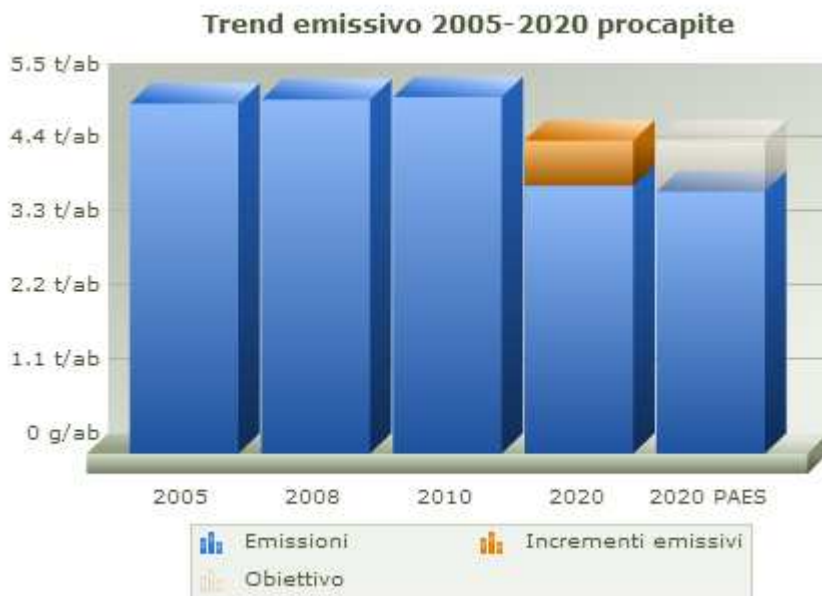 Trend emissivo 2005-2020 procapite
5.5 t/ab
4.4 t/ab
3.3 t/ab
2.2 t/ab
1.1 t/ab
0 g/ab
2005 2008 2010 2020 2020 PAES
Emissioni Incrementi emissivi
Obiettivo